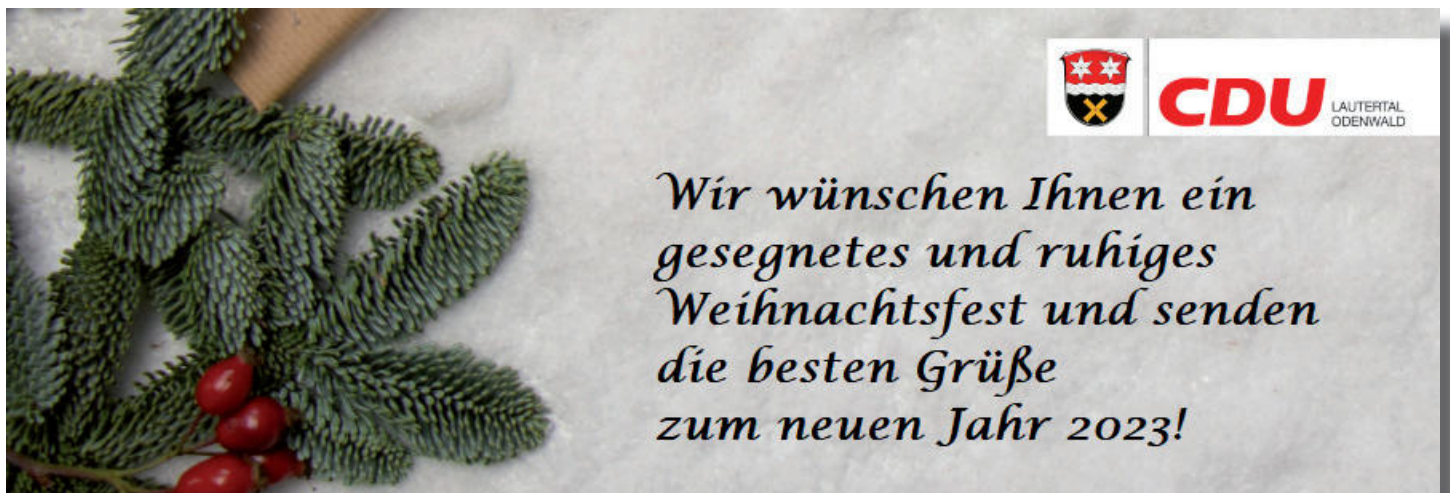 CDU
LAUTERTAL
ODENWALD
Wir wünschen Ihnen ein
gesegnetes und ruhiges
Weihnachtsfest und senden
die besten Grüße
zum neuen Jahr 2023!